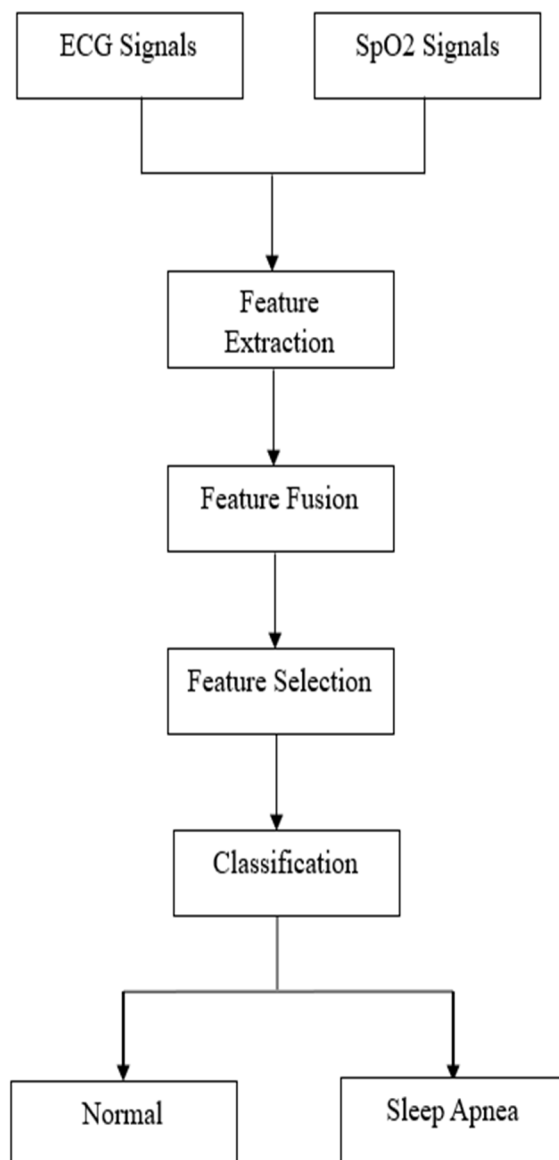 ECG Signals
SpO2 Signals
Feature
Extraction
Feature Fusion
Feature Selection
Classification
Normal
Sleep Apnea